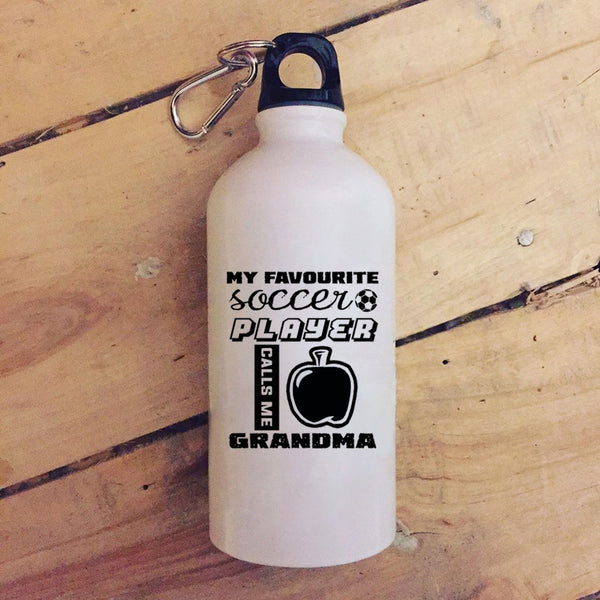 MY FAVOURITE
soccer
PLAYER
CALLS ME
GRANDMA